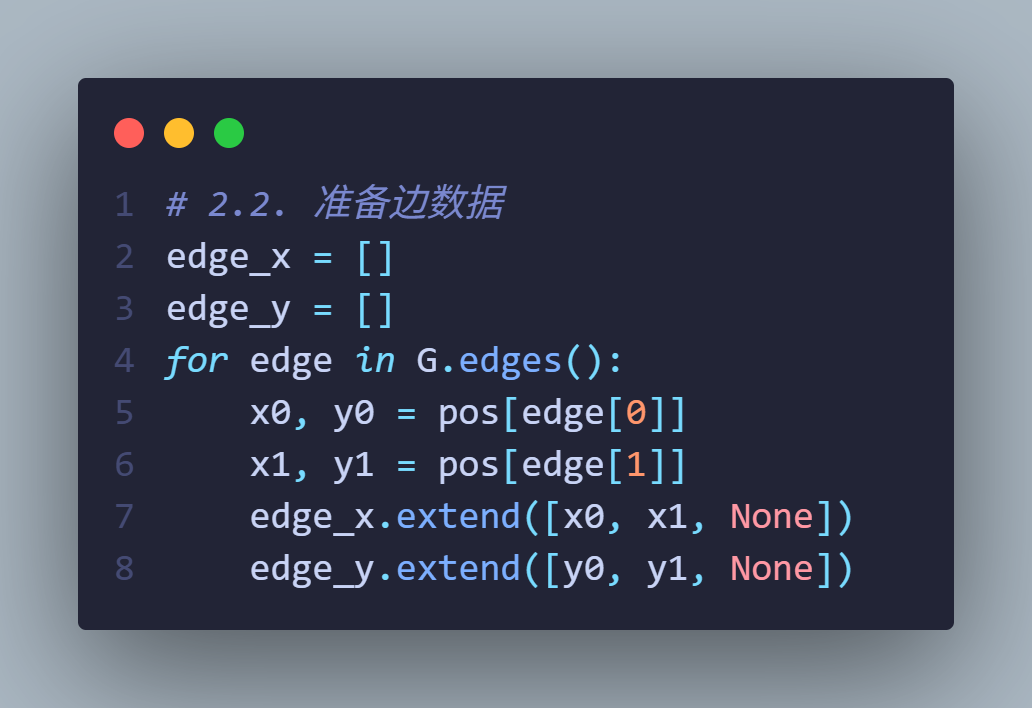 1 # 2.2. 准备边数据
2 edge_x = []
3 edge_y = []
4 for edge in G.edges():
5     x0, y0 = pos[edge[0]]
6     x1, y1 = pos[edge[1]]
7     edge_x.extend([x0, x1, None])
8     edge_y.extend([y0, y1, None])